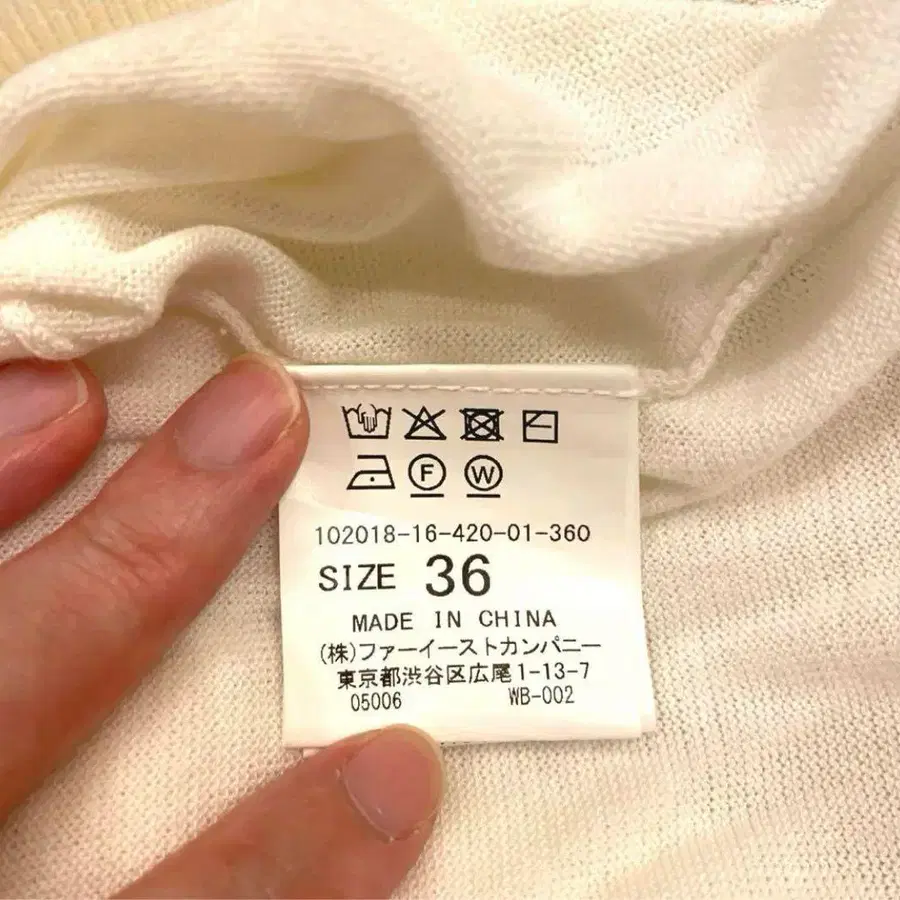 F W
102018-16-420-01-360
SIZE 36
MADE IN CHINA
(株)ファーイーストカンパニー
東京都渋谷区広尾1-13-7
05006 WB-002